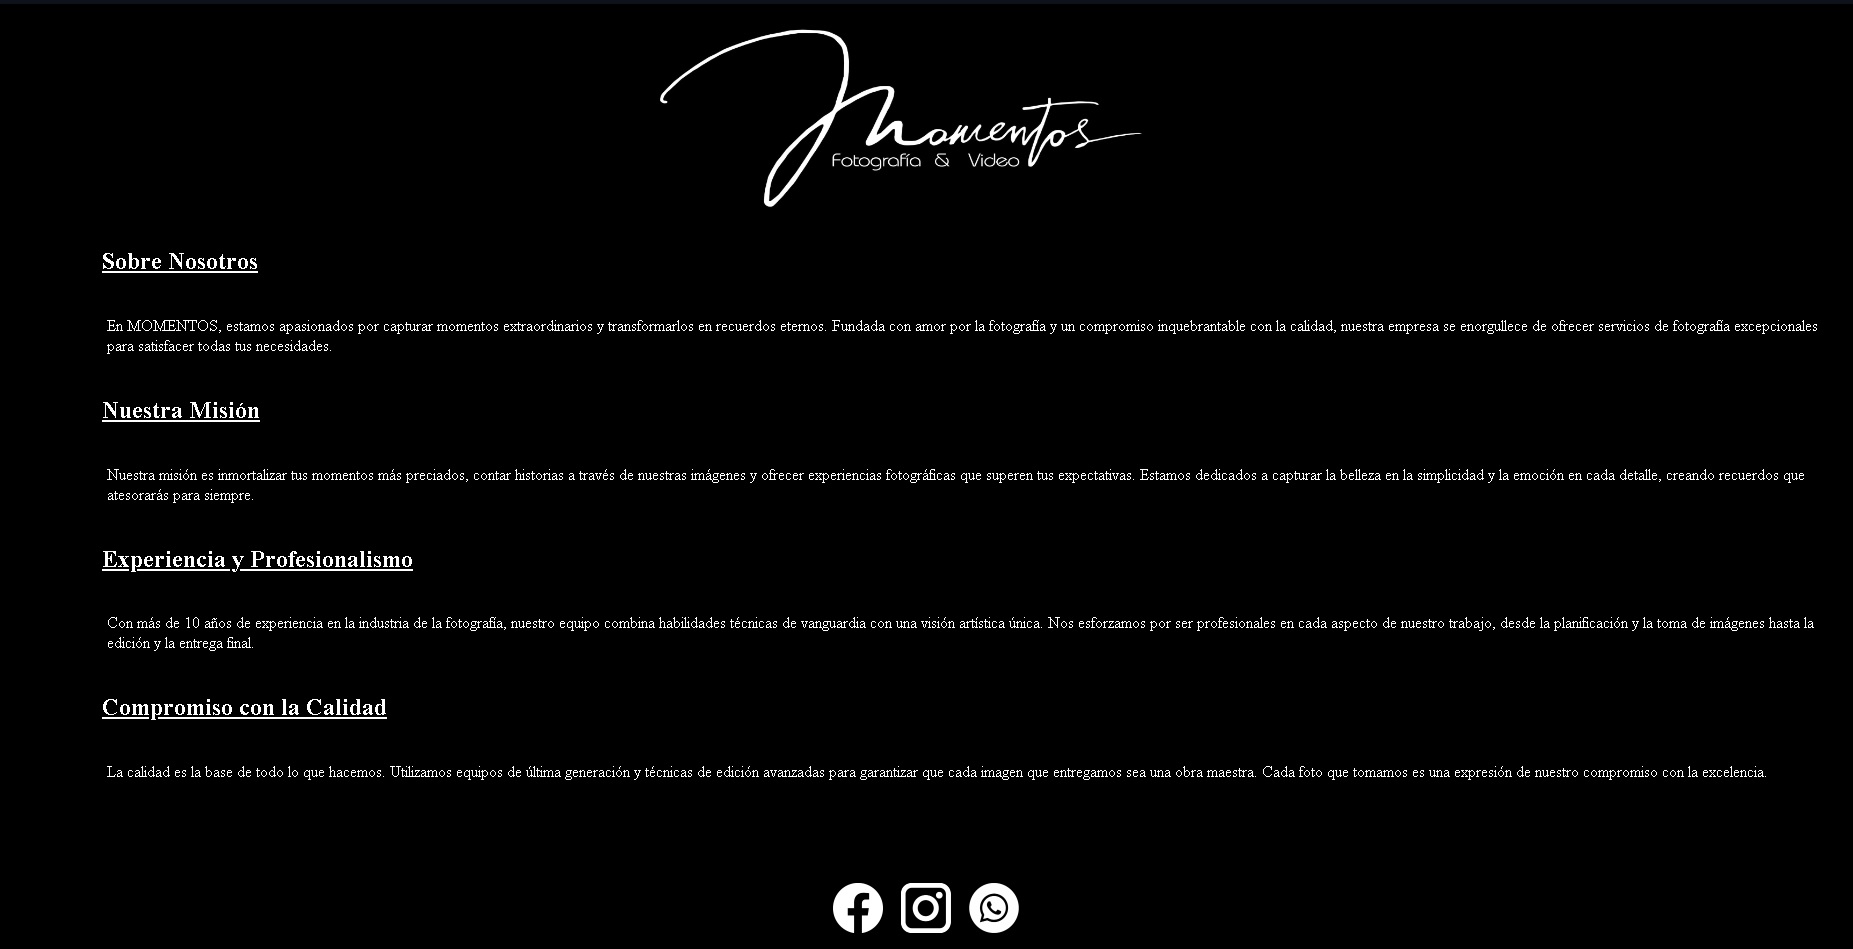 Momentos
Fotografía & Video
Sobre Nosotros
En MOMENTOS, estamos apasionados por capturar momentos extraordinarios y transformarlos en recuerdos eternos. Fundada con amor por la fotografía y un compromiso inquebrantable con la calidad, nuestra empresa se enorgullece de ofrecer servicios de fotografía excepcionales
para satisfacer todas tus necesidades.
Nuestra Misión
Nuestra misión es inmortalizar tus momentos más preciados, contar historias a través de nuestras imágenes y ofrecer experiencias fotográficas que superen tus expectativas. Estamos dedicados a capturar la belleza en la simplicidad y la emoción en cada detalle, creando recuerdos que
atesorarás para siempre.
Experiencia y Profesionalismo
Con más de 10 años de experiencia en la industria de la fotografía, nuestro equipo combina habilidades técnicas de vanguardia con una visión artística única. Nos esforzamos por ser profesionales en cada aspecto de nuestro trabajo, desde la planificación y la toma de imágenes hasta la
edición y la entrega final.
Compromiso con la Calidad
La calidad es la base de todo lo que hacemos. Utilizamos equipos de última generación y técnicas de edición avanzadas para garantizar que cada imagen que entregamos sea una obra maestra. Cada foto que tomamos es una expresión de nuestro compromiso con la excelencia.